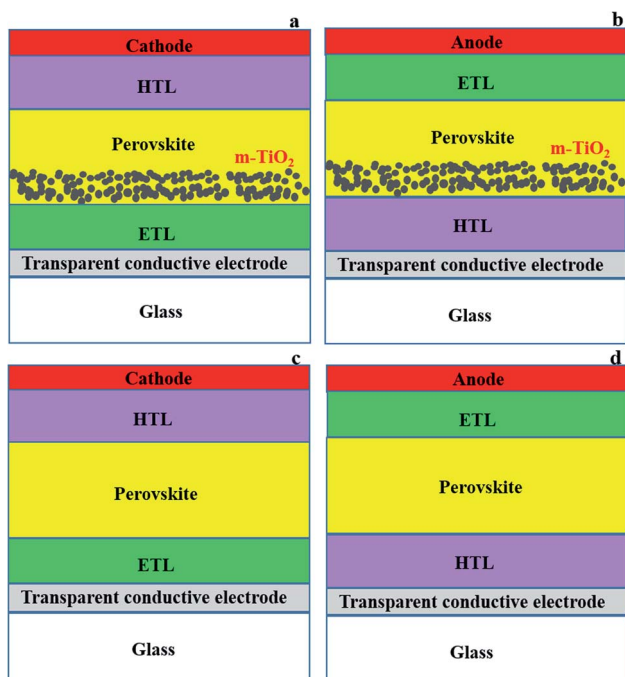 a
Cathode
HTL
Perovskite
m-TiO₂
ETL
Transparent conductive electrode
Glass
b
Anode
ETL
Perovskite
m-TiO₂
HTL
Transparent conductive electrode
Glass
c
Cathode
HTL
Perovskite
ETL
Transparent conductive electrode
Glass
d
Anode
ETL
Perovskite
HTL
Transparent conductive electrode
Glass